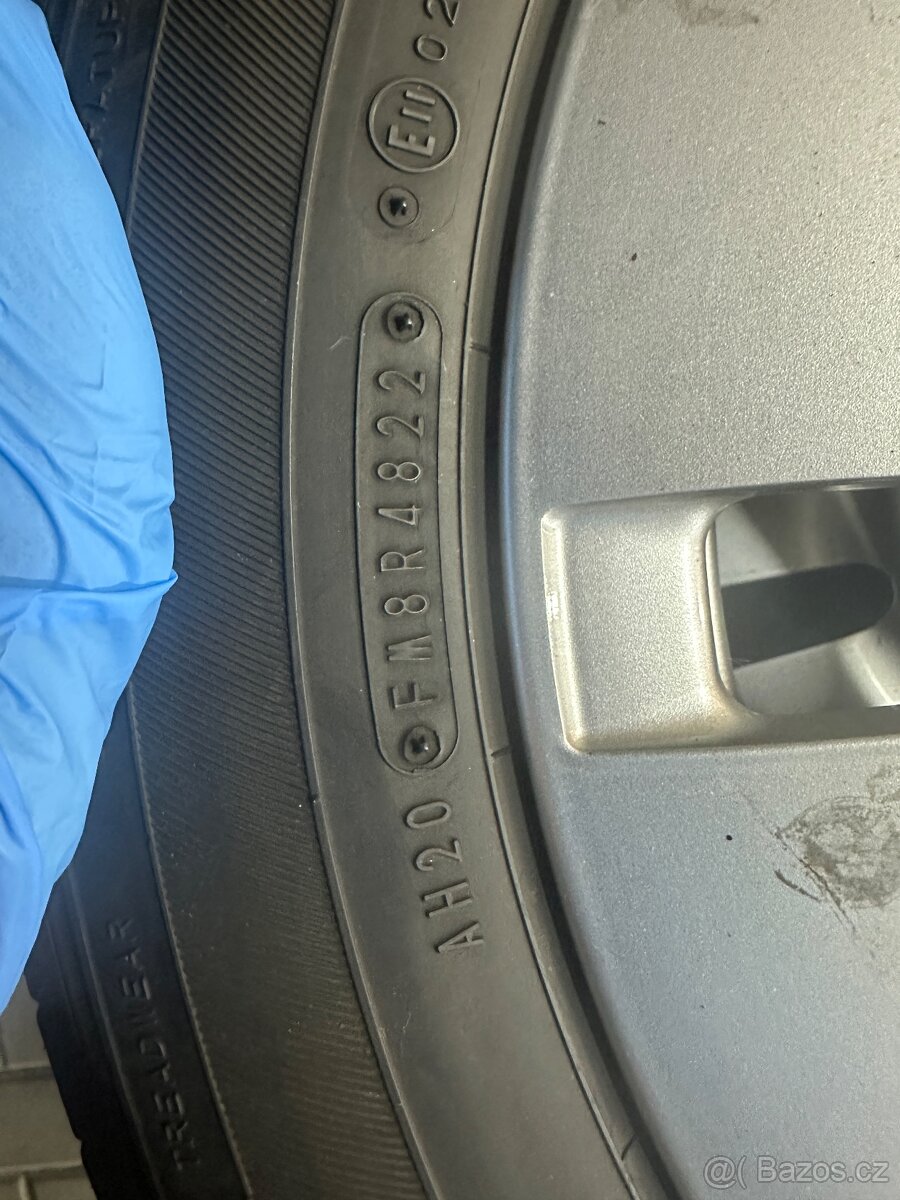 E11 02
AH20 FM8R4822
TREADWEAR
@( Bazos.cz